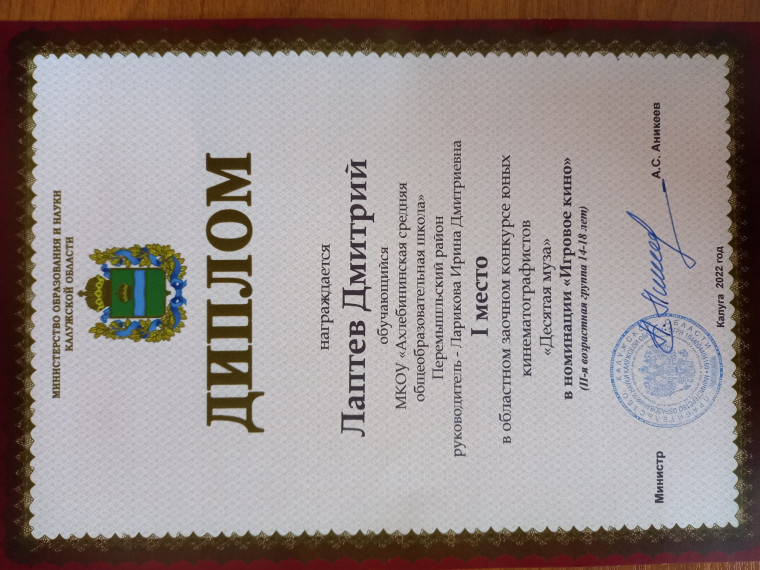 МИНИСТЕРСТВО ОБРАЗОВАНИЯ И НАУКИ
КАЛУЖСКОЙ ОБЛАСТИ
ДИПЛОМ
награждается
Лаптев Дмитрий
обучающийся
МКОУ «Ахлебининская средняя
общеобразовательная школа»
Перемышльский район
руководитель - Ларикова Ирина Дмитриевна
I место
в областном заочном конкурсе юных
кинематографистов
«Десятая муза»
в номинации «Игровое кино»
(II-я возрастная группа 14-18 лет)
Министр
А.С. Аникеев
Калуга 2022 год